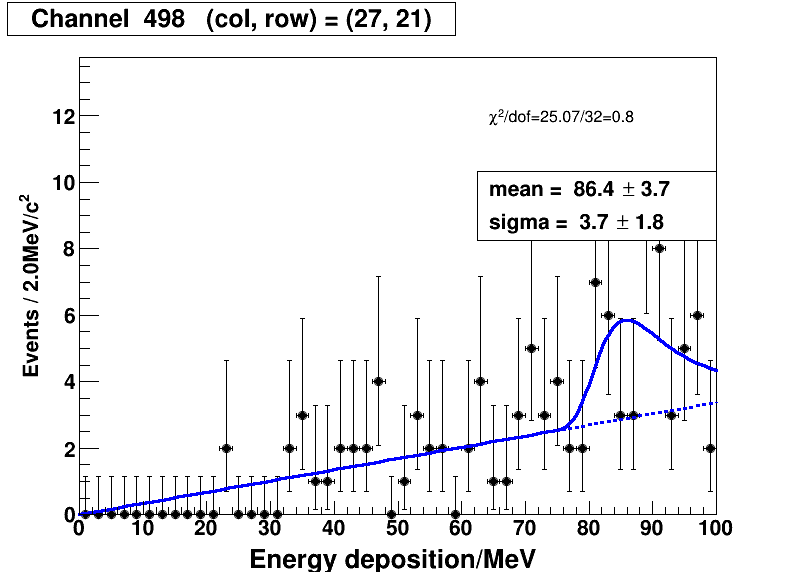 Channel 498 (col, row) = (27, 21)
χ²/dof=25.07/32=0.8
mean = 86.4 ± 3.7
sigma = 3.7 ± 1.8
Events / 2.0MeV/c²
12
10
8
6
4
2
0
0 10 20 30 40 50 60 70 80 90 100
Energy deposition/MeV